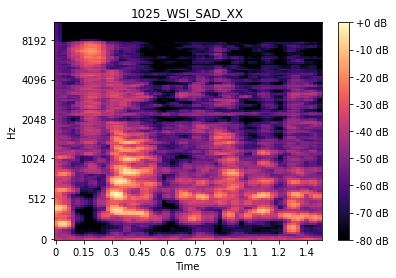 1025_WSI_SAD_XX
8192
4096
2048
1024
512
0
Hz
0 0.15 0.3 0.45 0.6 0.75 0.9 1.1 1.2 1.4
Time
+0 dB
-10 dB
-20 dB
-30 dB
-40 dB
-50 dB
-60 dB
-70 dB
-80 dB